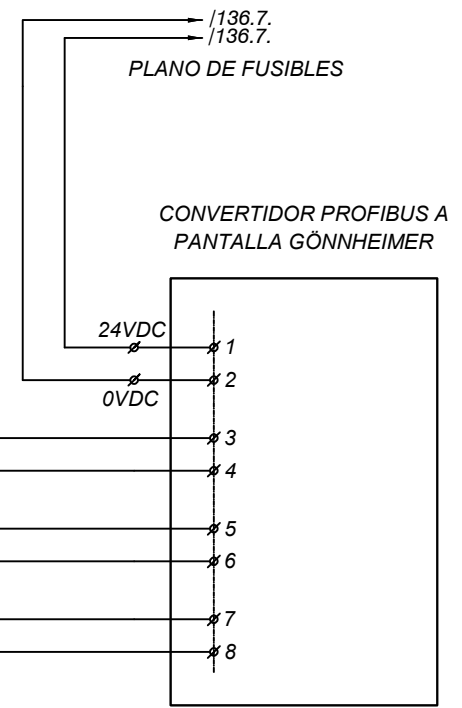 /136.7.
/136.7.
PLANO DE FUSIBLES
CONVERTIDOR PROFIBUS A
PANTALLA GÖNNHEIMER
24VDC
1
2
0VDC
3
4
5
6
7
8